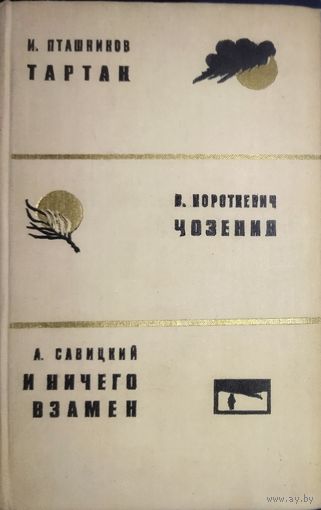 И. ПТАШНИКОВ
ТАРТАК
В. КОРОТКЕВИЧ
ЧОЗЕНИЯ
А. САВИЦКИЙ
И НИЧЕГО
ВЗАМЕН
© www.ay.by